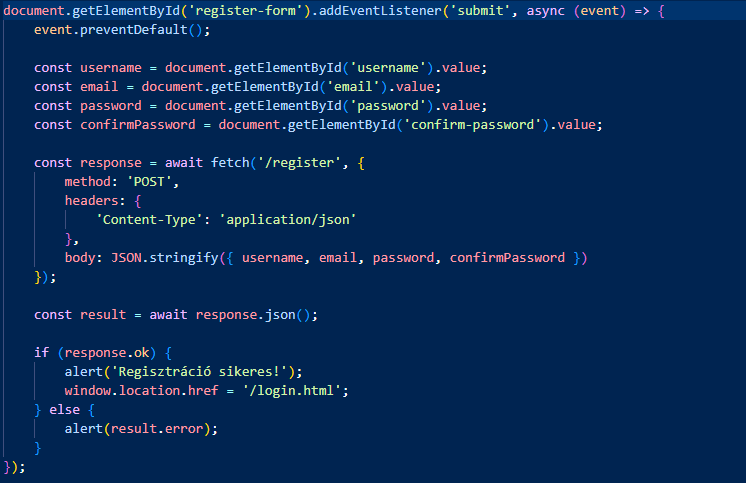 document.getElementById('register-form').addEventListener('submit', async (event) => {
    event.preventDefault();

    const username = document.getElementById('username').value;
    const email = document.getElementById('email').value;
    const password = document.getElementById('password').value;
    const confirmPassword = document.getElementById('confirm-password').value;

    const response = await fetch('/register', {
        method: 'POST',
        headers: {
            'Content-Type': 'application/json'
        },
        body: JSON.stringify({ username, email, password, confirmPassword })
    });

    const result = await response.json();

    if (response.ok) {
        alert('Regisztráció sikeres!');
        window.location.href = '/login.html';
    } else {
        alert(result.error);
    }
});